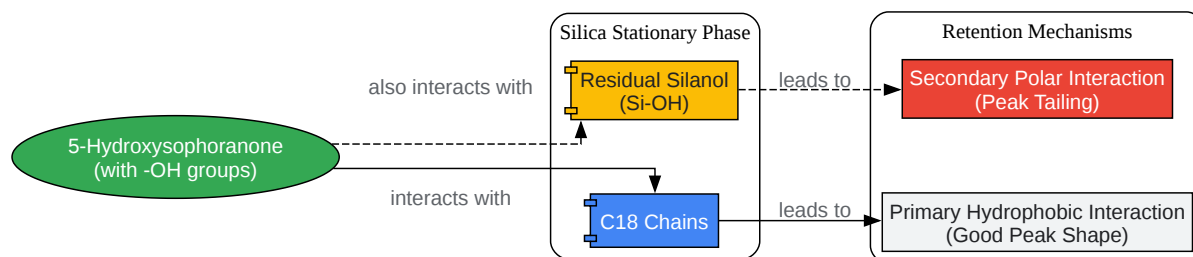 Silica Stationary Phase
Retention Mechanisms
also interacts with
Residual Silanol
(Si-OH)
leads to
Secondary Polar Interaction
(Peak Tailing)
5-Hydroxysophoranone
(with -OH groups)
interacts with
C18 Chains
leads to
Primary Hydrophobic Interaction
(Good Peak Shape)